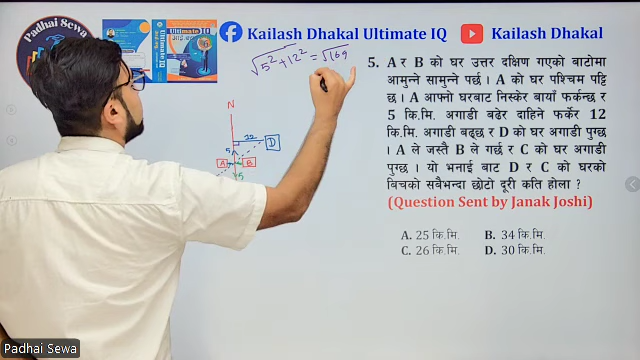 Padhai Sewa
Ultimate IQ
Kailash Dhakal Ultimate IQ
Kailash Dhakal
√5²+12² = √169
N
12
D
5
A
B
5
5. A र B को घर उत्तर दक्षिण गएको बाटोमा
आमुन्ने सामुन्ने पर्छ । A को घर पश्चिम पट्टि
छ । A आफ्नो घरबाट निस्केर बायाँ फर्कन्छ र
5 कि.मि. अगाडी बढेर दाहिने फर्केर 12
कि.मि. अगाडी बढ्छ र D को घर अगाडी पुग्छ
। A ले जस्तै B ले गर्छ र C को घर अगाडी
पुग्छ । यो भनाई बाट D र C को घरको
बिचको सबैभन्दा छोटो दूरी कति होला ?
(Question Sent by Janak Joshi)
A. 25 कि.मि. B. 34 कि.मि.
C. 26 कि.मि. D. 30 कि.मि.
Padhai Sewa